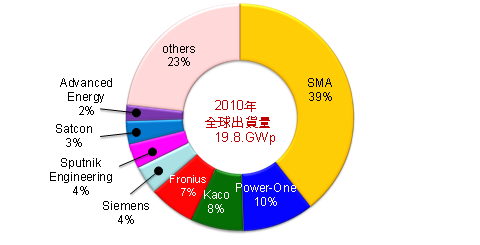 others
23%
SMA
39%
Advanced
Energy
2%
Satcon
3%
Sputnik
Engineering
4%
Siemens
4%
Fronius
7%
Kaco
8%
Power-One
10%
2010年
全球出貨量
19.8.GWp